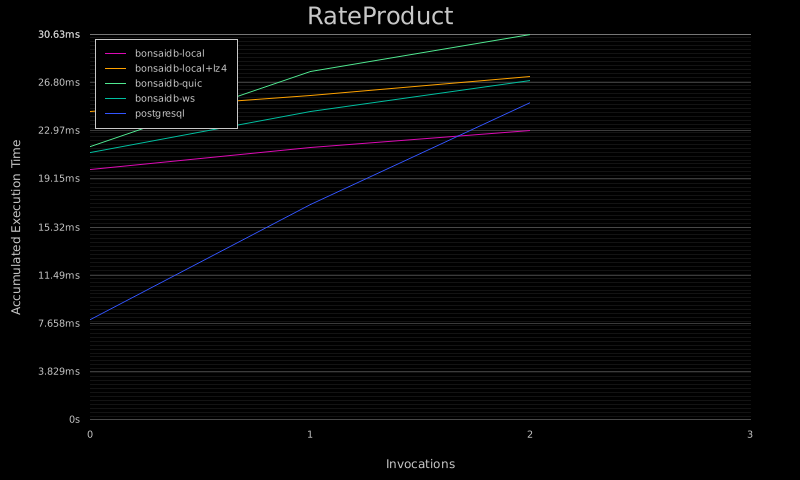 RateProduct
30.63ms
26.80ms
22.97ms
19.15ms
15.32ms
11.49ms
7.658ms
3.829ms
0s
bonsaidb-local
bonsaidb-local+lz4
bonsaidb-quic
bonsaidb-ws
postgresql
Accumulated Execution Time
0 1 2 3
Invocations